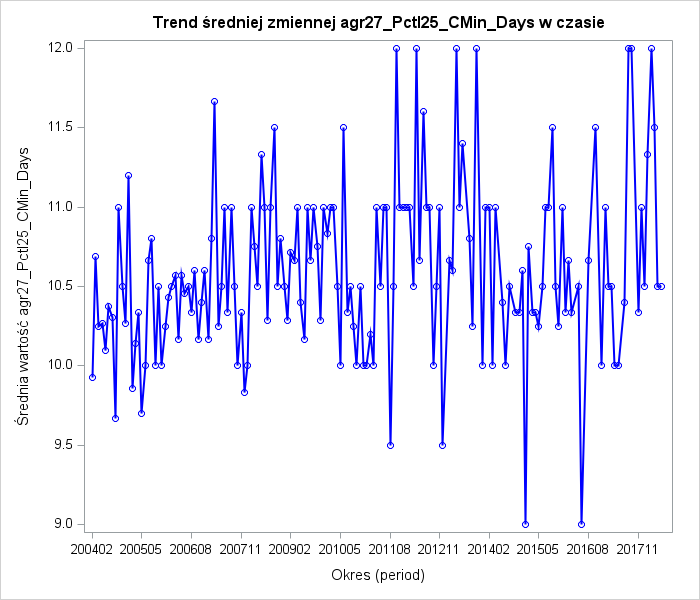 Trend średniej zmiennej agr27_Pctl25_CMin_Days w czasie
Średnia wartość agr27_Pctl25_CMin_Days
12.0
11.5
11.0
10.5
10.0
9.5
9.0
200402 200505 200608 200711 200902 201005 201108 201211 201402 201505 201608 201711
Okres (period)